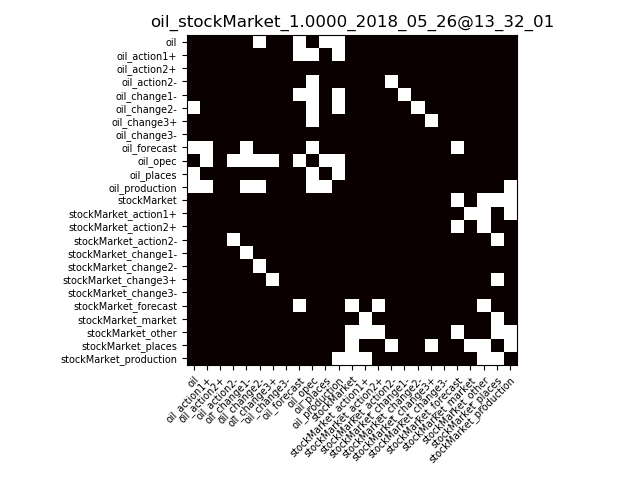 oil_stockMarket_1.0000_2018_05_26@13_32_01
oil
oil_action1+
oil_action2+
oil_action2-
oil_change1-
oil_change2-
oil_change3+
oil_change3-
oil_forecast
oil_opec
oil_places
oil_production
stockMarket
stockMarket_action1+
stockMarket_action2+
stockMarket_action2-
stockMarket_change1-
stockMarket_change2-
stockMarket_change3+
stockMarket_change3-
stockMarket_forecast
stockMarket_market
stockMarket_other
stockMarket_places
stockMarket_production
oil
oil_action1+
oil_action2+
oil_action2-
oil_change1-
oil_change2-
oil_change3+
oil_change3-
oil_forecast
oil_opec
oil_places
oil_production
stockMarket
stockMarket_action1+
stockMarket_action2+
stockMarket_action2-
stockMarket_change1-
stockMarket_change2-
stockMarket_change3+
stockMarket_change3-
stockMarket_forecast
stockMarket_market
stockMarket_other
stockMarket_places
stockMarket_production